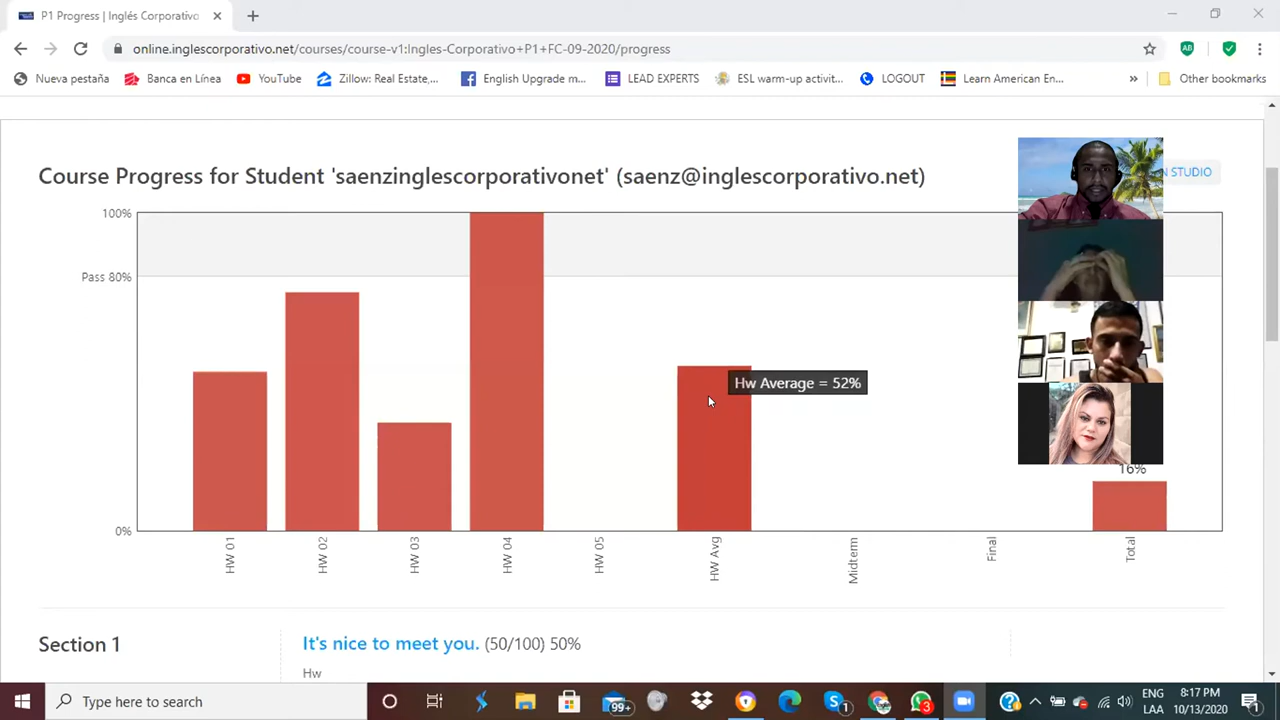 P1 Progress | Inglés Corporativo
online.inglescorporativo.net/courses/course-v1:Ingles-Corporativo+P1+FC-09-2020/progress
Nueva pestaña
Banca en Línea
YouTube
Zillow: Real Estate,...
English Upgrade m...
LEAD EXPERTS
ESL warm-up activit...
LOGOUT
Learn American En...
»
Other bookmarks
Course Progress for Student 'saenzinglescorporativonet' (saenz@inglescorporativo.net)
N STUDIO
100%
Pass 80%
0%
Hw Average = 52%
16%
HW 01
HW 02
HW 03
HW 04
HW 05
HW Avg
Midterm
Final
Total
Section 1
It's nice to meet you. (50/100) 50%
Hw
Type here to search
99+
1
3
ENG
LAA
8:17 PM
10/13/2020
1